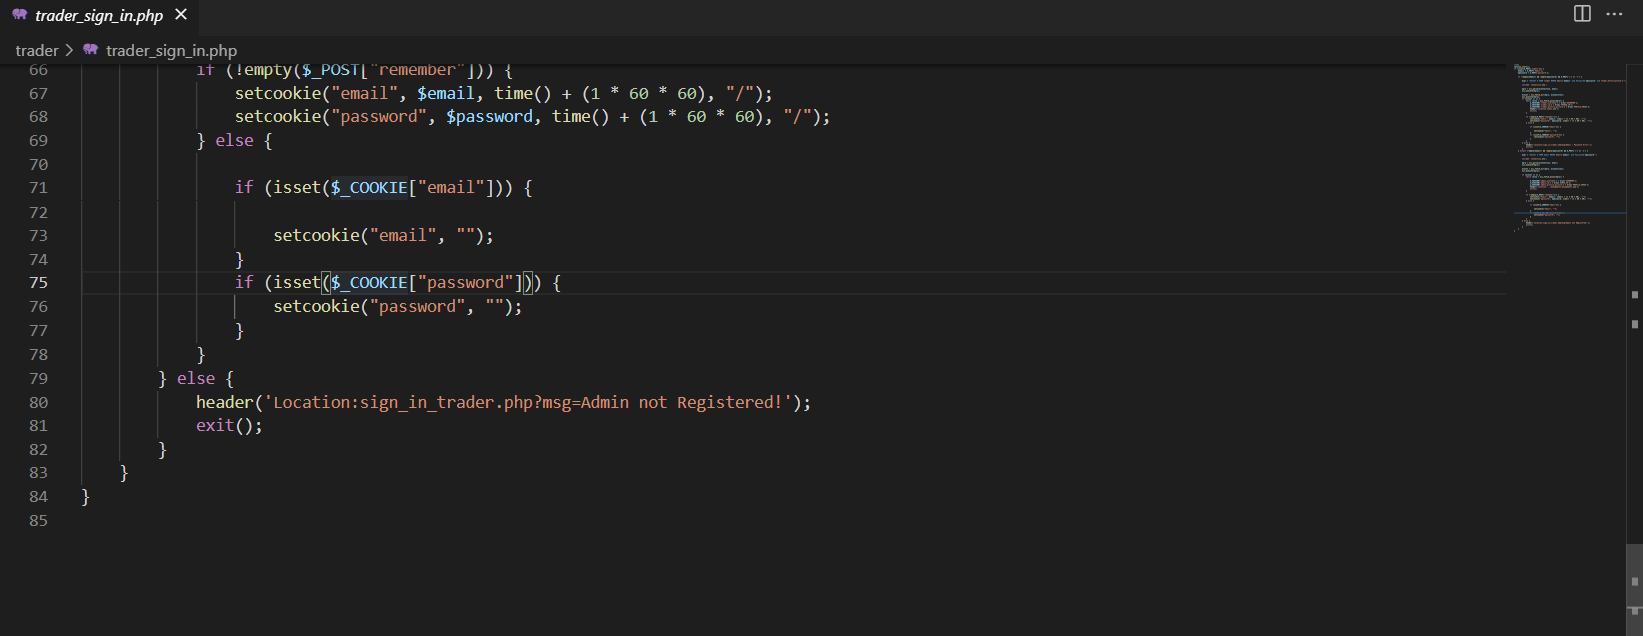 trader_sign_in.php
trader > trader_sign_in.php
66 if (!empty($_POST["remember"])) {
67 setcookie("email", $email, time() + (1 * 60 * 60), "/");
68 setcookie("password", $password, time() + (1 * 60 * 60), "/");
69 } else {
70
71 if (isset($_COOKIE["email"])) {
72
73 setcookie("email", "");
74 }
75 if (isset($_COOKIE["password"])) {
76 setcookie("password", "");
77 }
78 }
79 } else {
80 header('Location:sign_in_trader.php?msg=Admin not Registered!');
81 exit();
82 }
83 }
84 }
85